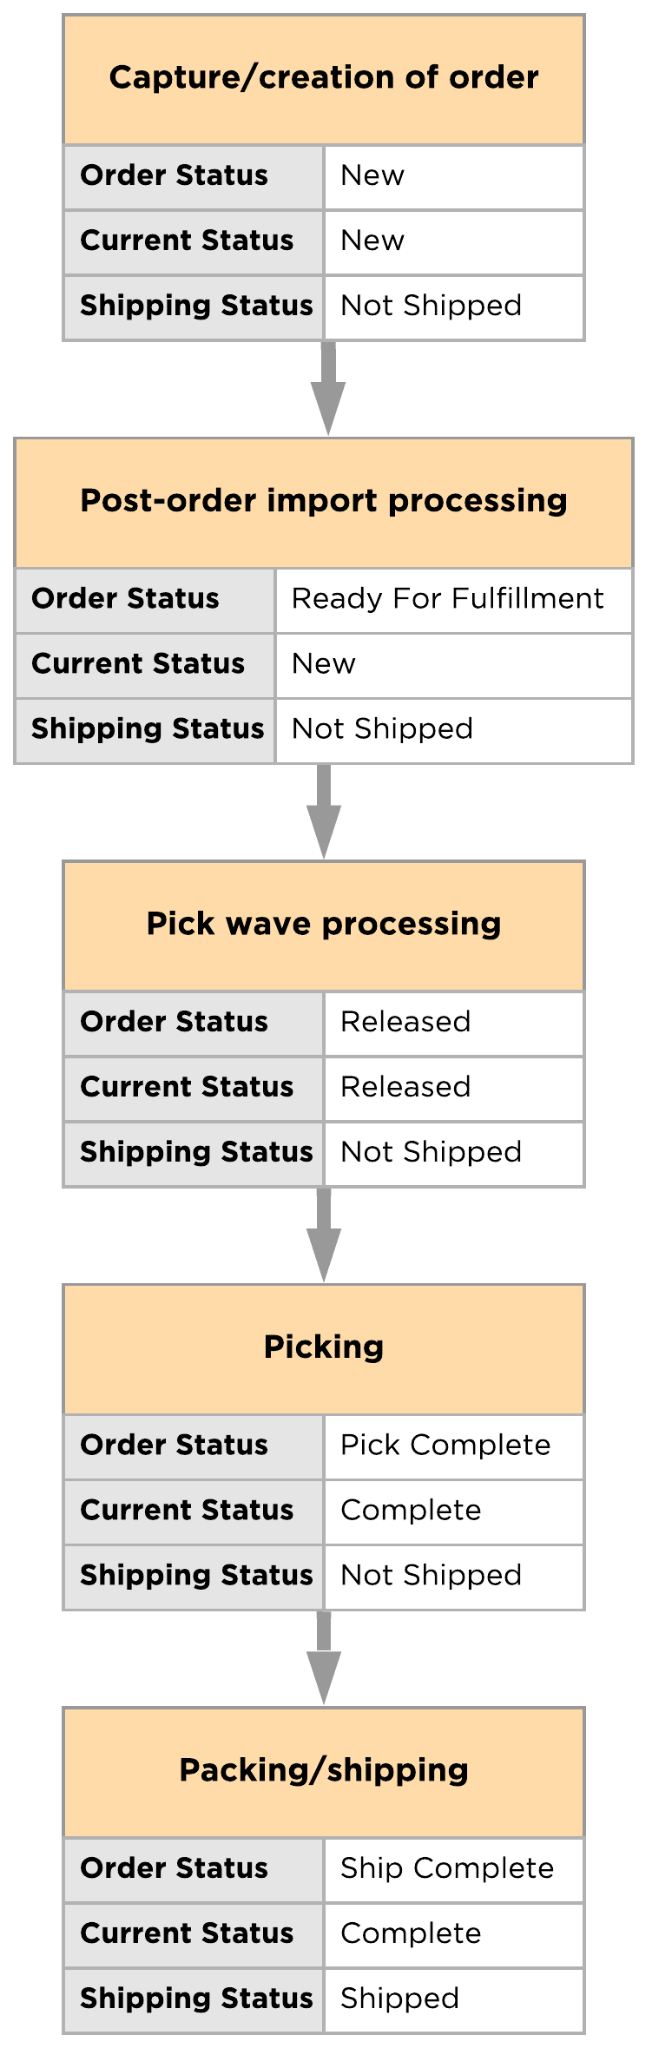 Capture/creation of order
Order Status New
Current Status New
Shipping Status Not Shipped
Post-order import processing
Order Status Ready For Fulfillment
Current Status New
Shipping Status Not Shipped
Pick wave processing
Order Status Released
Current Status Released
Shipping Status Not Shipped
Picking
Order Status Pick Complete
Current Status Complete
Shipping Status Not Shipped
Packing/shipping
Order Status Ship Complete
Current Status Complete
Shipping Status Shipped